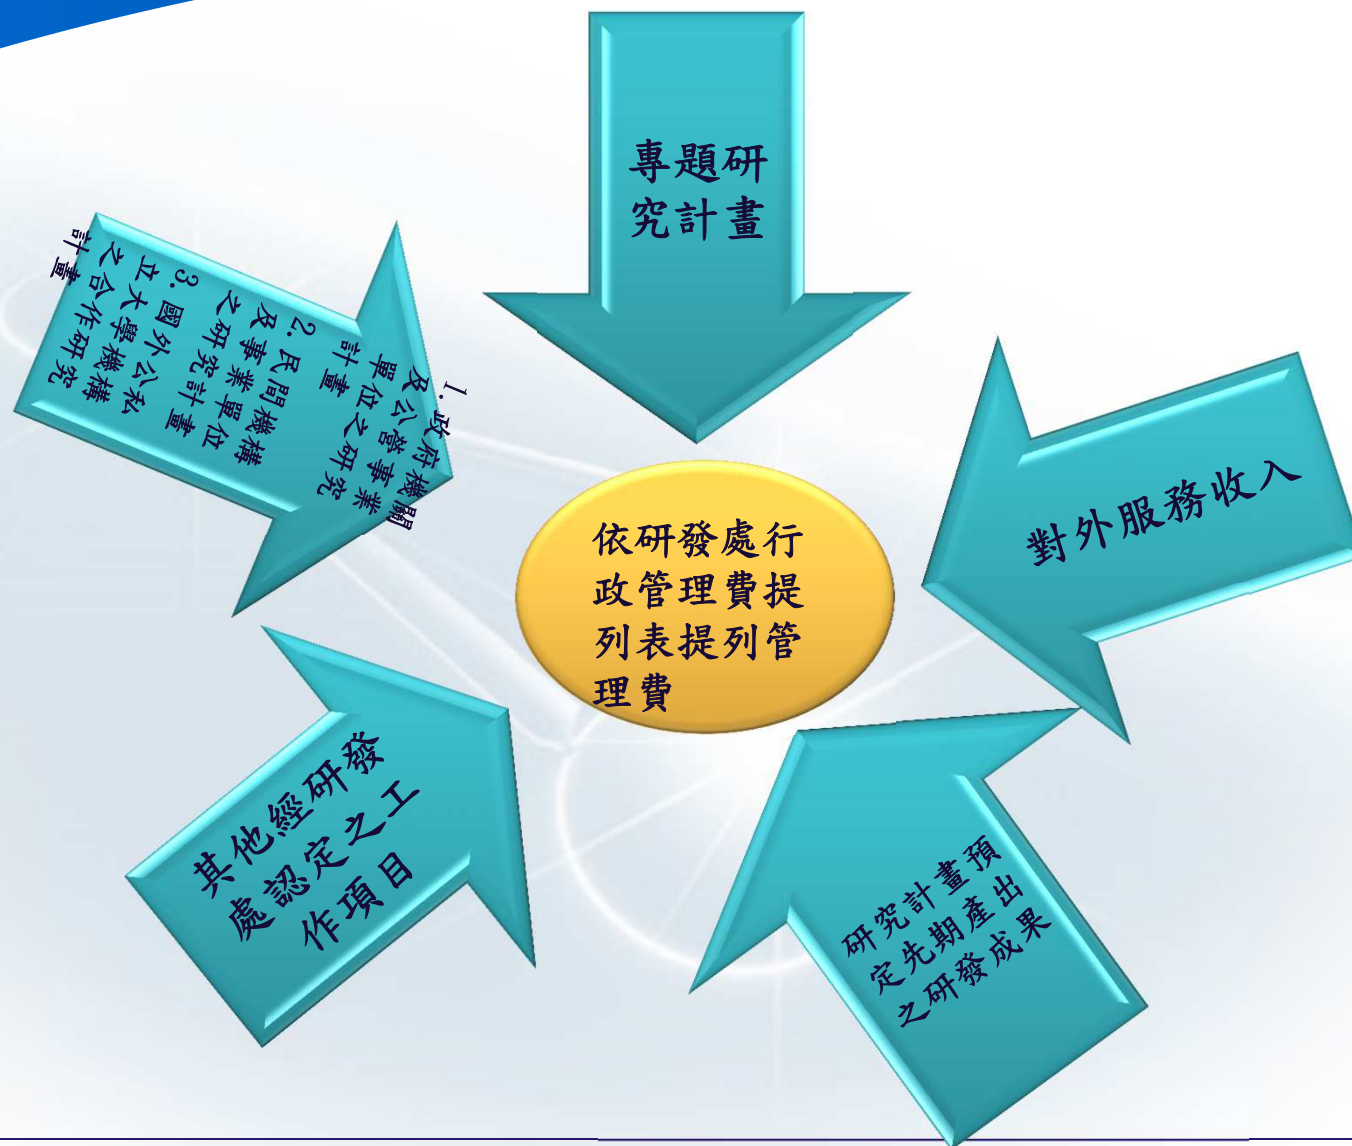 專題研
究計畫
對外服務收入
研究計畫預
定先期產出
之研發成果
其他經研發
處認定之工
作項目
1. 政府機關
及公營事業
單位之研究
計畫
2. 民間機構
及事業單位
之研究計畫
3. 國外公私
立大學機構
之合作研究
計畫
依研發處行
政管理費提
列表提列管
理費